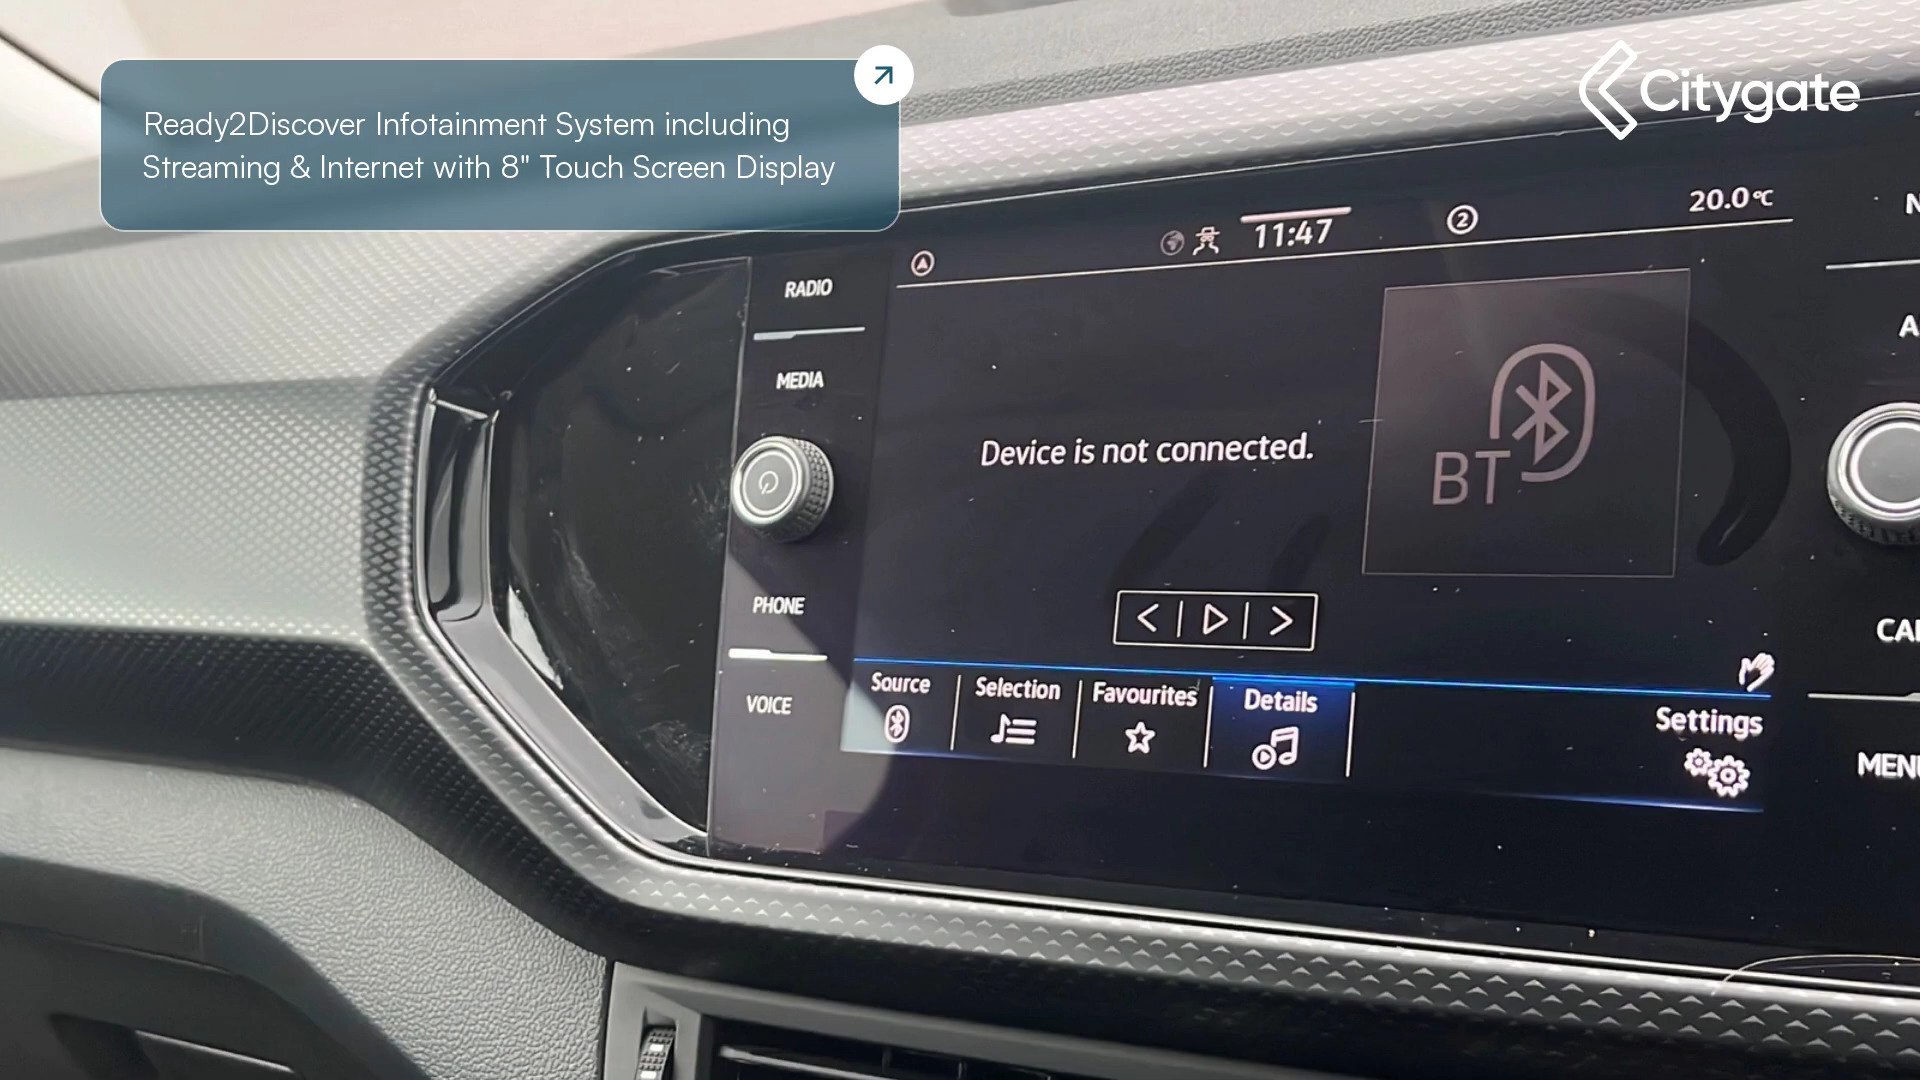 Ready2Discover Infotainment System including
Streaming & Internet with 8" Touch Screen Display
Citygate
11:47
2
20.0°C
RADIO
MEDIA
Device is not connected.
BT
PHONE
VOICE
Source
Selection
Favourites
Details
Settings
MENU